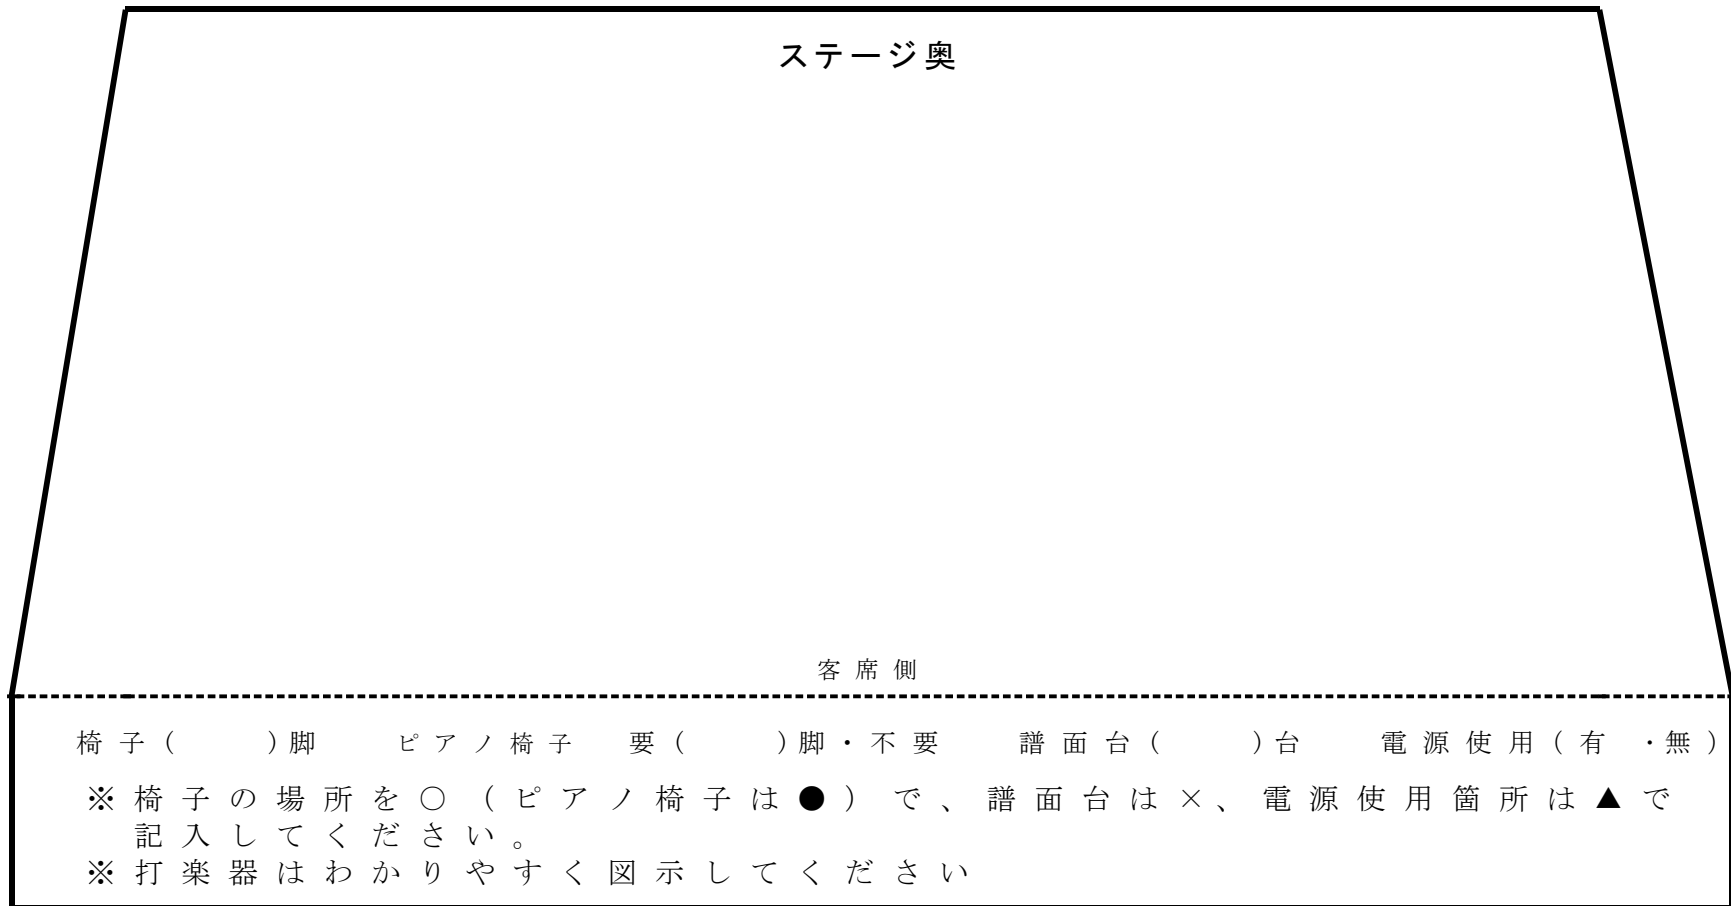 ステージ奥
客席側
椅子(　　)脚　ピアノ椅子　要(　　)脚・不要　譜面台(　　)台　電源使用(有 ・無)
※椅子の場所を○（ピアノ椅子は●）で、譜面台は×、電源使用箇所は▲で
記入してください。
※打楽器はわかりやすく図示してください